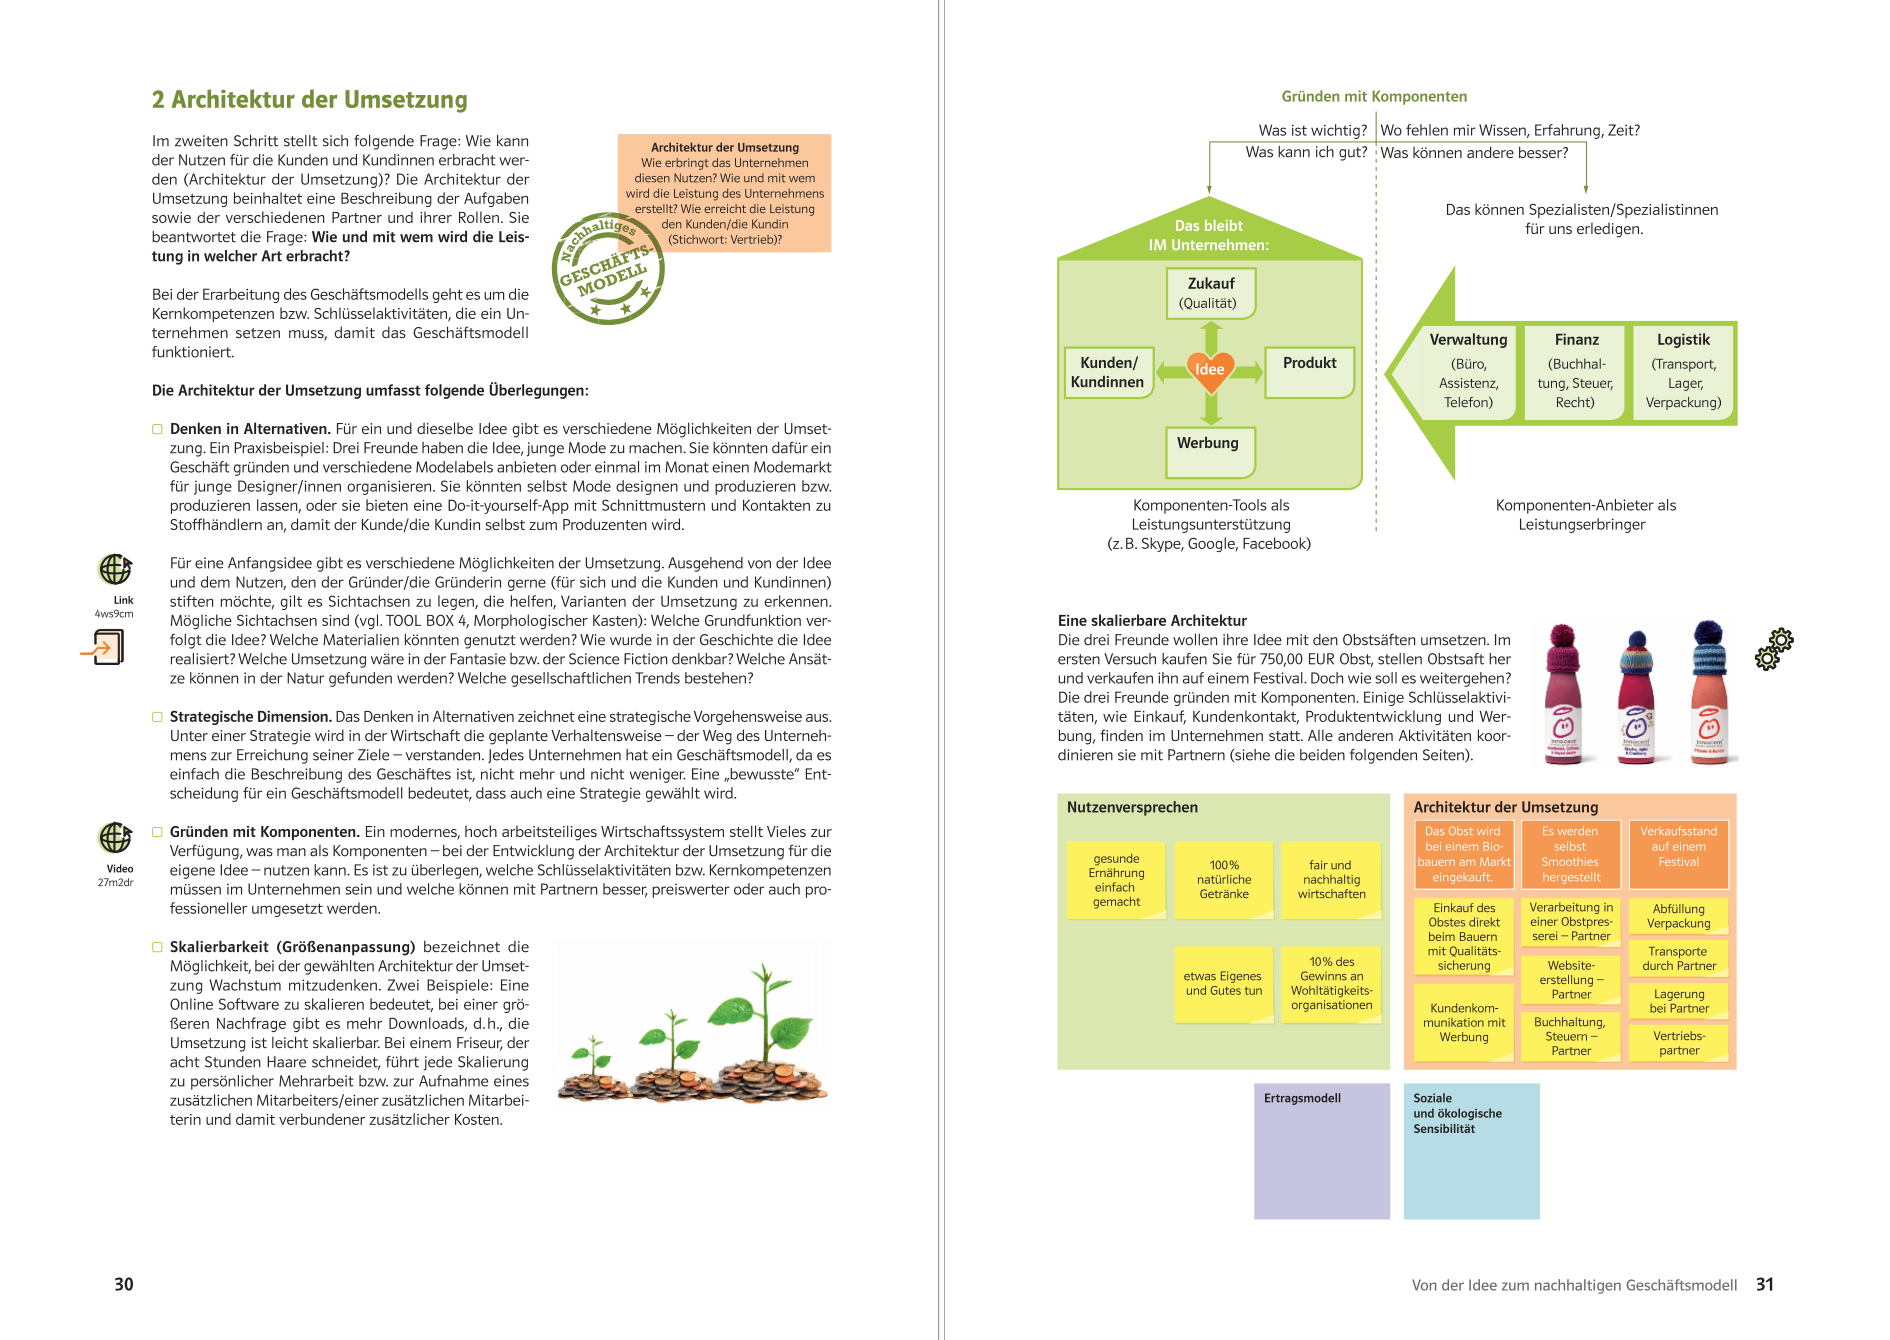 2 Architektur der Umsetzung
Im zweiten Schritt stellt sich folgende Frage: Wie kann
der Nutzen für die Kunden und Kundinnen erbracht wer-
den (Architektur der Umsetzung)? Die Architektur der
Umsetzung beinhaltet eine Beschreibung der Aufgaben
sowie der verschiedenen Partner und ihrer Rollen. Sie
beantwortet die Frage: Wie und mit wem wird die Leis-
tung in welcher Art erbracht?
Architektur der Umsetzung
Wie erbringt das Unternehmen
diesen Nutzen? Wie und mit wem
wird die Leistung des Unternehmens
erstellt? Wie erreicht die Leistung
den Kunden/die Kundin
(Stichwort: Vertrieb)?
Nachhaltiges
GESCHÄFTS-
MODELL
Bei der Erarbeitung des Geschäftsmodells geht es um die
Kernkompetenzen bzw. Schlüsselaktivitäten, die ein Un-
ternehmen setzen muss, damit das Geschäftsmodell
funktioniert.
Die Architektur der Umsetzung umfasst folgende Überlegungen:
Denken in Alternativen. Für ein und dieselbe Idee gibt es verschiedene Möglichkeiten der Umset-
zung. Ein Praxisbeispiel: Drei Freunde haben die Idee, junge Mode zu machen. Sie könnten dafür ein
Geschäft gründen und verschiedene Modelabels anbieten oder einmal im Monat einen Modemarkt
für junge Designer/innen organisieren. Sie könnten selbst Mode designen und produzieren bzw.
produzieren lassen, oder sie bieten eine Do-it-yourself-App mit Schnittmustern und Kontakten zu
Stoffhändlern an, damit der Kunde/die Kundin selbst zum Produzenten wird.
Link
4ws9cm
Für eine Anfangsidee gibt es verschiedene Möglichkeiten der Umsetzung. Ausgehend von der Idee
und dem Nutzen, den der Gründer/die Gründerin gerne (für sich und die Kunden und Kundinnen)
stiften möchte, gilt es Sichtachsen zu legen, die helfen, Varianten der Umsetzung zu erkennen.
Mögliche Sichtachsen sind (vgl. TOOL BOX 4, Morphologischer Kasten): Welche Grundfunktion ver-
folgt die Idee? Welche Materialien könnten genutzt werden? Wie wurde in der Geschichte die Idee
realisiert? Welche Umsetzung wäre in der Fantasie bzw. der Science Fiction denkbar? Welche Ansät-
ze können in der Natur gefunden werden? Welche gesellschaftlichen Trends bestehen?
Strategische Dimension. Das Denken in Alternativen zeichnet eine strategische Vorgehensweise aus.
Unter einer Strategie wird in der Wirtschaft die geplante Verhaltensweise – der Weg des Unterneh-
mens zur Erreichung seiner Ziele – verstanden. Jedes Unternehmen hat ein Geschäftsmodell, da es
einfach die Beschreibung des Geschäftes ist, nicht mehr und nicht weniger. Eine „bewusste“ Ent-
scheidung für ein Geschäftsmodell bedeutet, dass auch eine Strategie gewählt wird.
Video
27m2dr
Gründen mit Komponenten. Ein modernes, hoch arbeitsteiliges Wirtschaftssystem stellt Vieles zur
Verfügung, was man als Komponenten – bei der Entwicklung der Architektur der Umsetzung für die
eigene Idee – nutzen kann. Es ist zu überlegen, welche Schlüsselaktivitäten bzw. Kernkompetenzen
müssen im Unternehmen sein und welche können mit Partnern besser, preiswerter oder auch pro-
fessioneller umgesetzt werden.
Skalierbarkeit (Größenanpassung) bezeichnet die
Möglichkeit, bei der gewählten Architektur der Umset-
zung Wachstum mitzudenken. Zwei Beispiele: Eine
Online Software zu skalieren bedeutet, bei einer grö-
ßeren Nachfrage gibt es mehr Downloads, d. h., die
Umsetzung ist leicht skalierbar. Bei einem Friseur, der
acht Stunden Haare schneidet, führt jede Skalierung
zu persönlicher Mehrarbeit bzw. zur Aufnahme eines
zusätzlichen Mitarbeiters/einer zusätzlichen Mitarbei-
terin und damit verbundener zusätzlicher Kosten.
30
Gründen mit Komponenten
Was ist wichtig?
Was kann ich gut?
Wo fehlen mir Wissen, Erfahrung, Zeit?
Was können andere besser?
Das bleibt
IM Unternehmen:
Zukauf
(Qualität)
Kunden/
Kundinnen
Idee
Produkt
Werbung
Komponenten-Tools als
Leistungsunterstützung
(z. B. Skype, Google, Facebook)
Das können Spezialisten/Spezialistinnen
für uns erledigen.
Verwaltung
(Büro,
Assistenz,
Telefon)
Finanz
(Buchhal-
tung, Steuer,
Recht)
Logistik
(Transport,
Lager,
Verpackung)
Komponenten-Anbieter als
Leistungserbringer
Eine skalierbare Architektur
Die drei Freunde wollen ihre Idee mit den Obstsäften umsetzen. Im
ersten Versuch kaufen Sie für 750,00 EUR Obst, stellen Obstsaft her
und verkaufen ihn auf einem Festival. Doch wie soll es weitergehen?
Die drei Freunde gründen mit Komponenten. Einige Schlüsselaktivi-
täten, wie Einkauf, Kundenkontakt, Produktentwicklung und Wer-
bung, finden im Unternehmen statt. Alle anderen Aktivitäten koor-
dinieren sie mit Partnern (siehe die beiden folgenden Seiten).
innocent
innocent
innocent
Nutzenversprechen
gesunde
Ernährung
einfach
gemacht
100 %
natürliche
Getränke
fair und
nachhaltig
wirtschaften
etwas Eigenes
und Gutes tun
10 % des
Gewinns an
Wohltätigkeits-
organisationen
Architektur der Umsetzung
Das Obst wird
bei einem Bio-
bauern am Markt
eingekauft.
Es werden
selbst
Smoothies
hergestellt
Verkaufsstand
auf einem
Festival
Einkauf des
Obstes direkt
beim Bauern
mit Qualitäts-
sicherung
Kundenkom-
munikation mit
Werbung
Verarbeitung in
einer Obstpres-
serei – Partner
Website-
erstellung –
Partner
Buchhaltung,
Steuern –
Partner
Abfüllung
Verpackung
Transporte
durch Partner
Lagerung
bei Partner
Vertriebs-
partner
Ertragsmodell
Soziale
und ökologische
Sensibilität
Von der Idee zum nachhaltigen Geschäftsmodell 31